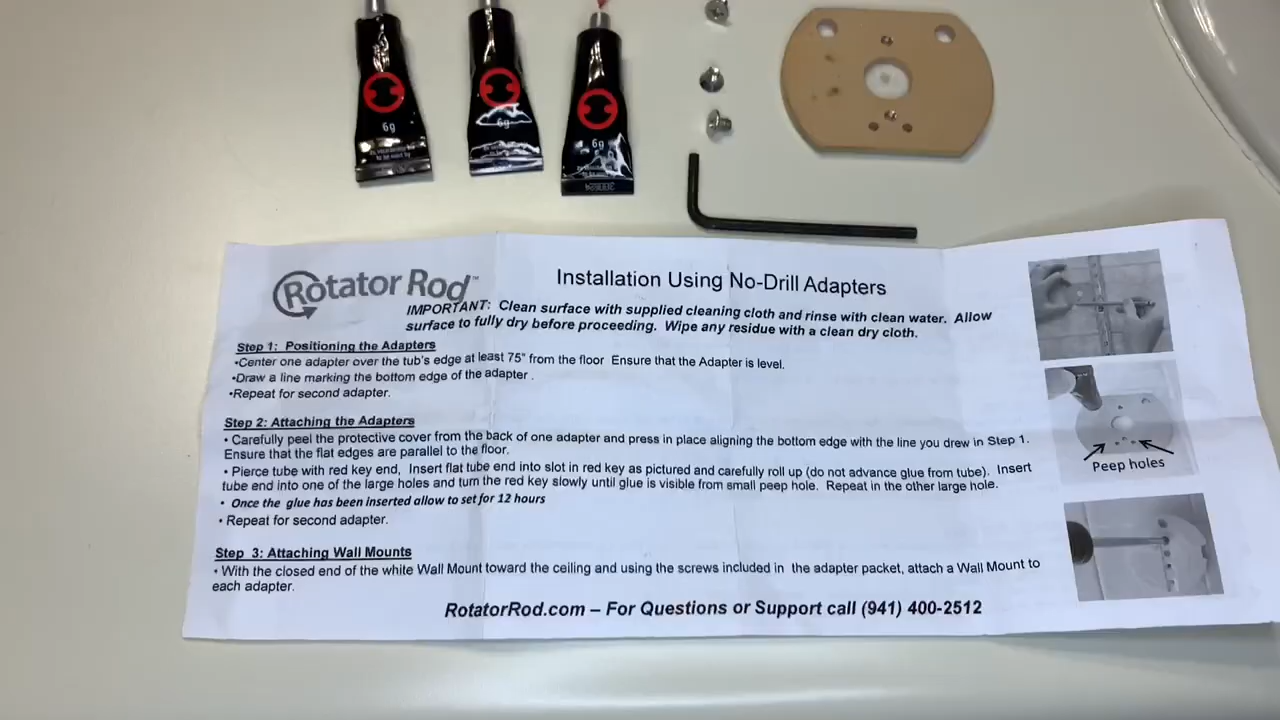 6g
6g
6g
Rotator Rod™
Installation Using No-Drill Adapters
IMPORTANT: Clean surface with supplied cleaning cloth and rinse with clean water. Allow
surface to fully dry before proceeding. Wipe any residue with a clean dry cloth.
Step 1: Positioning the Adapters
•Center one adapter over the tub's edge at least 75" from the floor Ensure that the Adapter is level.
•Draw a line marking the bottom edge of the adapter .
•Repeat for second adapter.
Step 2: Attaching the Adapters
• Carefully peel the protective cover from the back of one adapter and press in place aligning the bottom edge with the line you drew in Step 1.
Ensure that the flat edges are parallel to the floor.
• Pierce tube with red key end, Insert flat tube end into slot in red key as pictured and carefully roll up (do not advance glue from tube). Insert
tube end into one of the large holes and turn the red key slowly until glue is visible from small peep hole. Repeat in the other large hole.
• Once the glue has been inserted allow to set for 12 hours
• Repeat for second adapter.
Step 3: Attaching Wall Mounts
• With the closed end of the white Wall Mount toward the ceiling and using the screws included in the adapter packet, attach a Wall Mount to
each adapter.
RotatorRod.com – For Questions or Support call (941) 400-2512
Peep holes